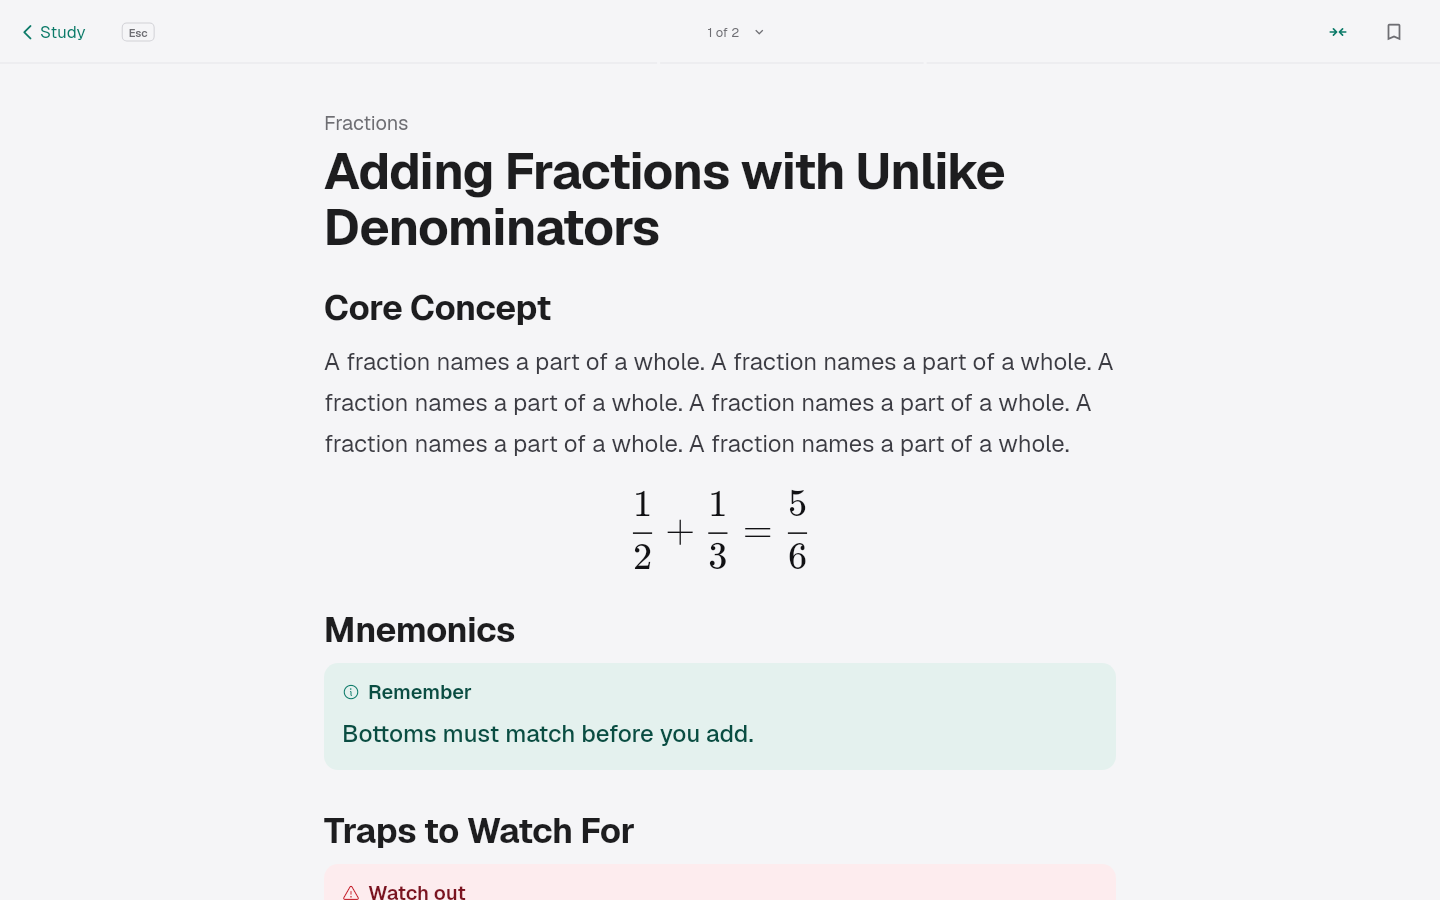 Study
Esc
1 of 2
Fractions
Adding Fractions with Unlike
Denominators
Core Concept
A fraction names a part of a whole. A fraction names a part of a whole. A
fraction names a part of a whole. A fraction names a part of a whole. A
fraction names a part of a whole. A fraction names a part of a whole.
1/2 + 1/3 = 5/6
Mnemonics
Remember
Bottoms must match before you add.
Traps to Watch For
Watch out